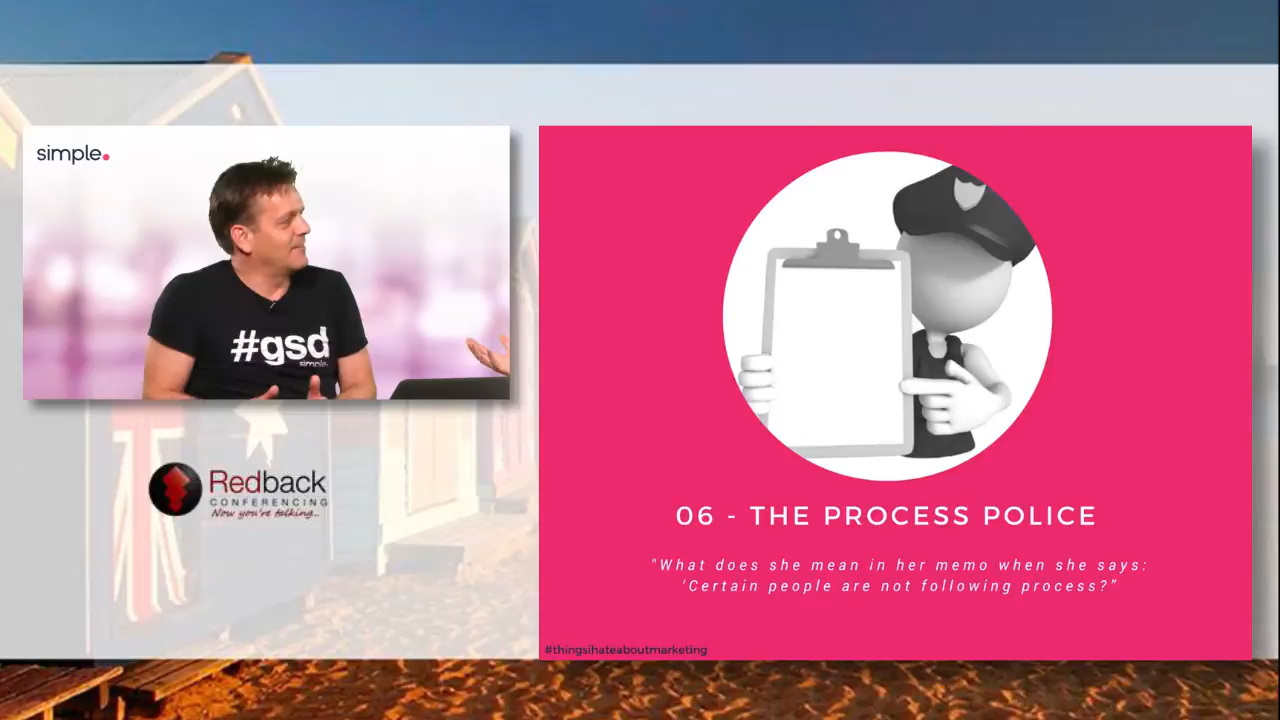 simple.
#gsd
simple.
Redback
CONFERENCING
Now you're talking...
06 - THE PROCESS POLICE
"What does she mean in her memo when she says:
'Certain people are not following process?"
#thingsihateaboutmarketing